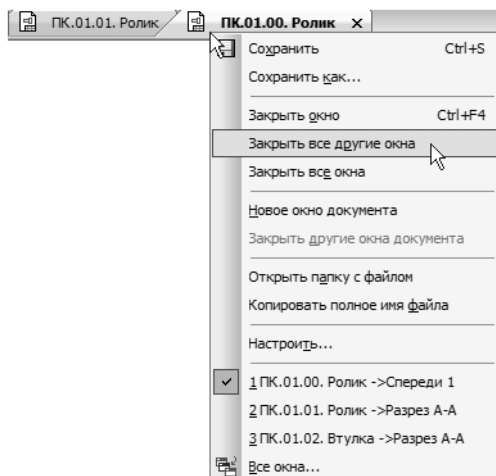 ПК.01.01. Ролик
ПК.01.00. Ролик X
Сохранить Ctrl+S
Сохранить как...
Закрыть окно Ctrl+F4
Закрыть все другие окна
Закрыть все окна
Новое окно документа
Закрыть другие окна документа
Открыть папку с файлом
Копировать полное имя файла
Настроить...
1 ПК.01.00. Ролик ->Спереди 1
2 ПК.01.01. Ролик ->Разрез А-А
3 ПК.01.02. Втулка ->Разрез А-А
Все окна...